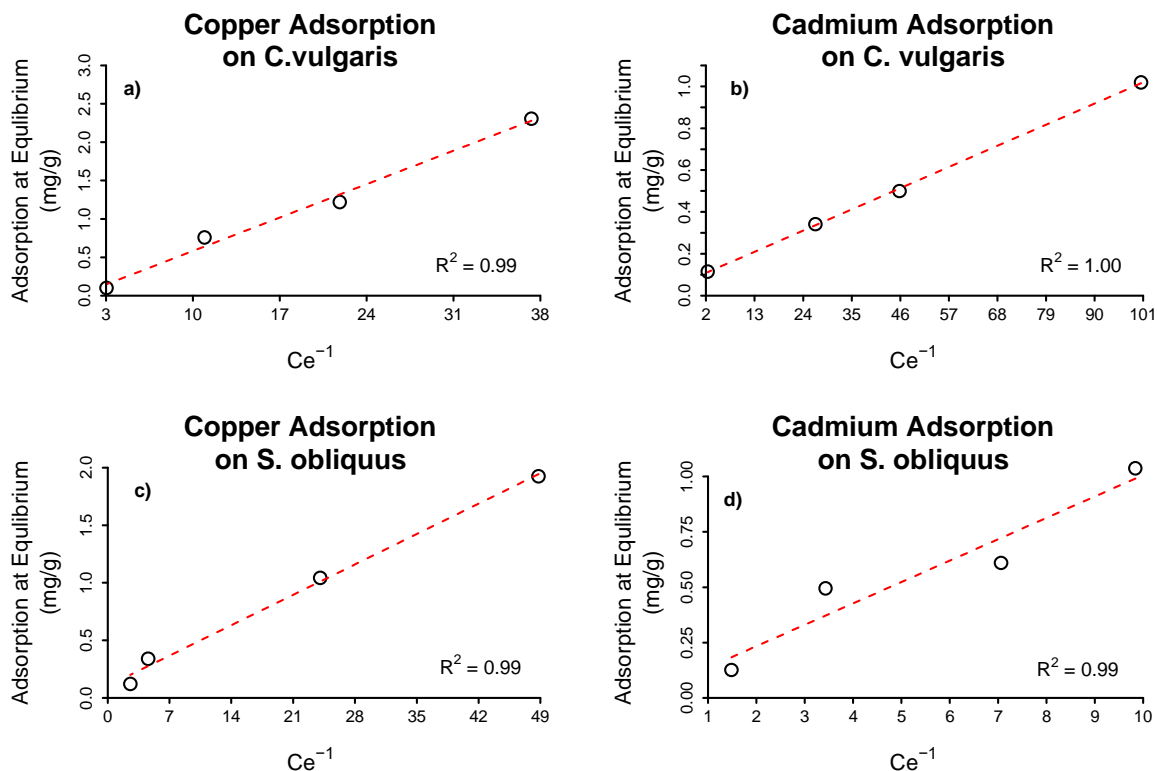 Copper Adsorption
on C.vulgaris
a)
Adsorption at Equlibrium
(mg/g)
3.0
2.5
2.0
1.5
1.0
0.5
0.0
3 10 17 24 31 38
R² = 0.99
Ce⁻¹
Cadmium Adsorption
on C. vulgaris
b)
Adsorption at Equlibrium
(mg/g)
1.0
0.8
0.6
0.4
0.2
0.0
2 13 24 35 46 57 68 79 90 101
R² = 1.00
Ce⁻¹
Copper Adsorption
on S. obliquus
c)
Adsorption at Equlibrium
(mg/g)
2.0
1.5
1.0
0.5
0.0
0 7 14 21 28 35 42 49
R² = 0.99
Ce⁻¹
Cadmium Adsorption
on S. obliquus
d)
Adsorption at Equlibrium
(mg/g)
1.00
0.75
0.50
0.25
0.00
1 2 3 4 5 6 7 8 9 10
R² = 0.99
Ce⁻¹